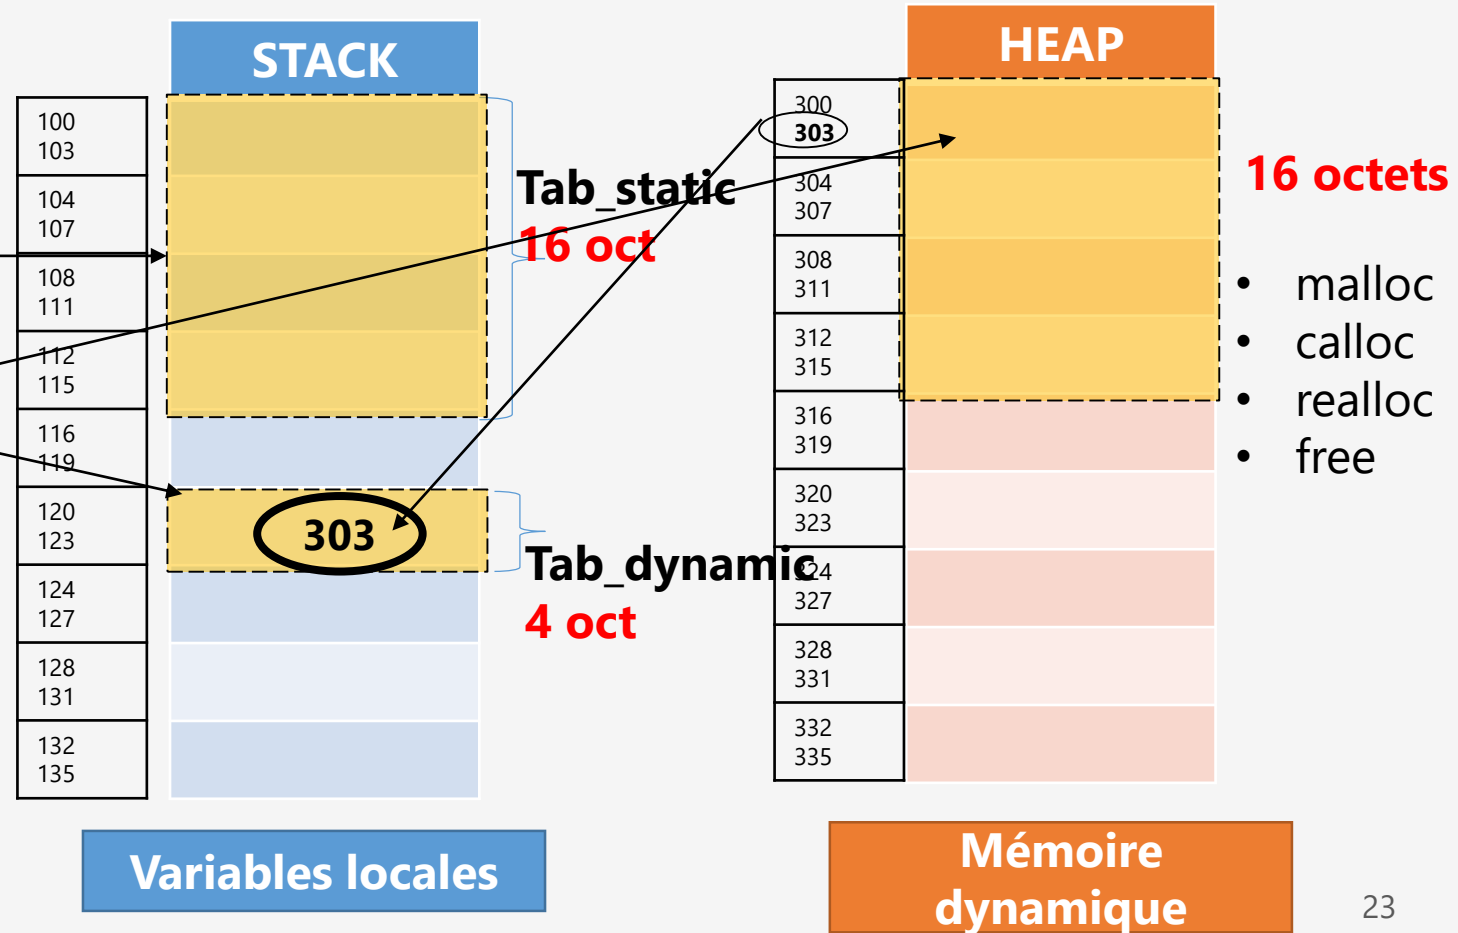 STACK
100
103
104
107
108
111
112
115
116
119
120
123
124
127
128
131
132
135
303
Tab_static
16 oct
Tab_dynamic
4 oct
Variables locales
HEAP
300
303
304
307
308
311
312
315
316
319
320
323
324
327
328
331
332
335
16 octets
• malloc
• calloc
• realloc
• free
Mémoire
dynamique
23